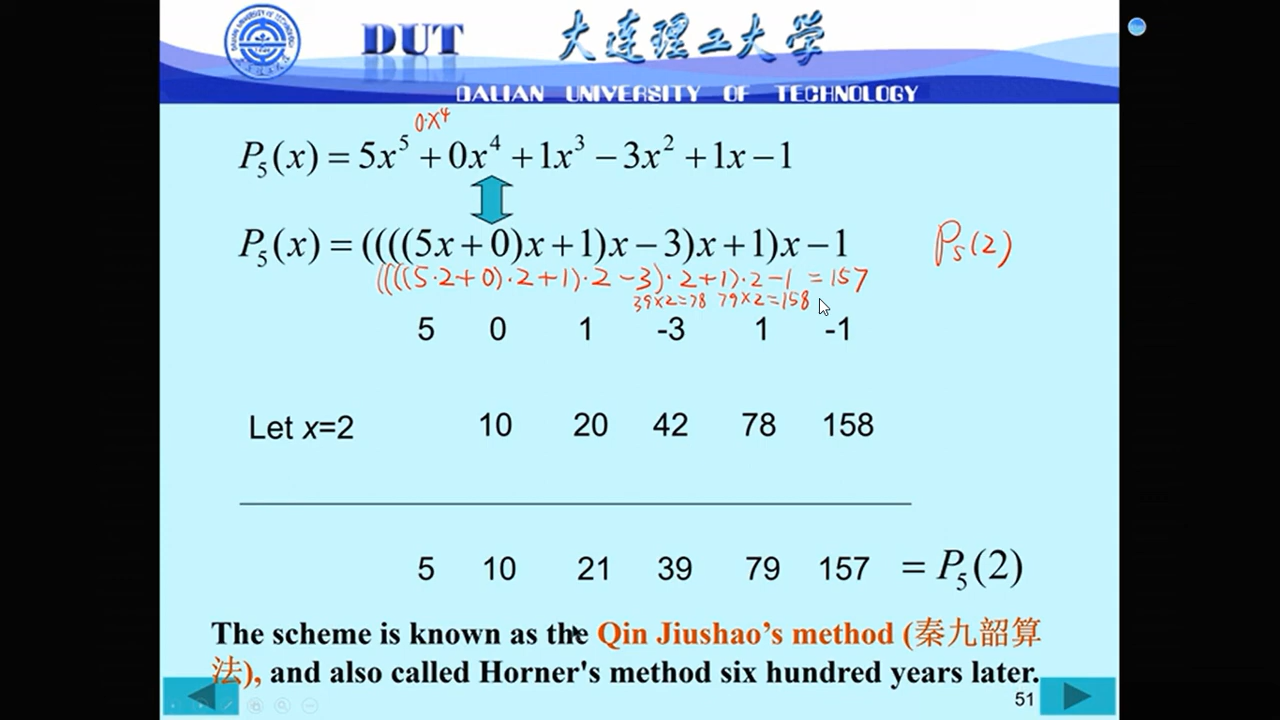 DUT
大连理工大学
DALIAN UNIVERSITY OF TECHNOLOGY
0·x⁴
P₅(x) = 5x⁵ + 0x⁴ + 1x³ − 3x² + 1x − 1
P₅(x) = ((((5x + 0)x + 1)x − 3)x + 1)x − 1
P₅(2)
((((5·2+0)·2+1)·2−3)·2+1)·2−1 = 157
39×2=78 79×2=158
5 0 1 -3 1 -1
Let x=2 10 20 42 78 158
5 10 21 39 79 157 = P₅(2)
The scheme is known as the Qin Jiushao's method (秦九韶算
法), and also called Horner's method six hundred years later.
51